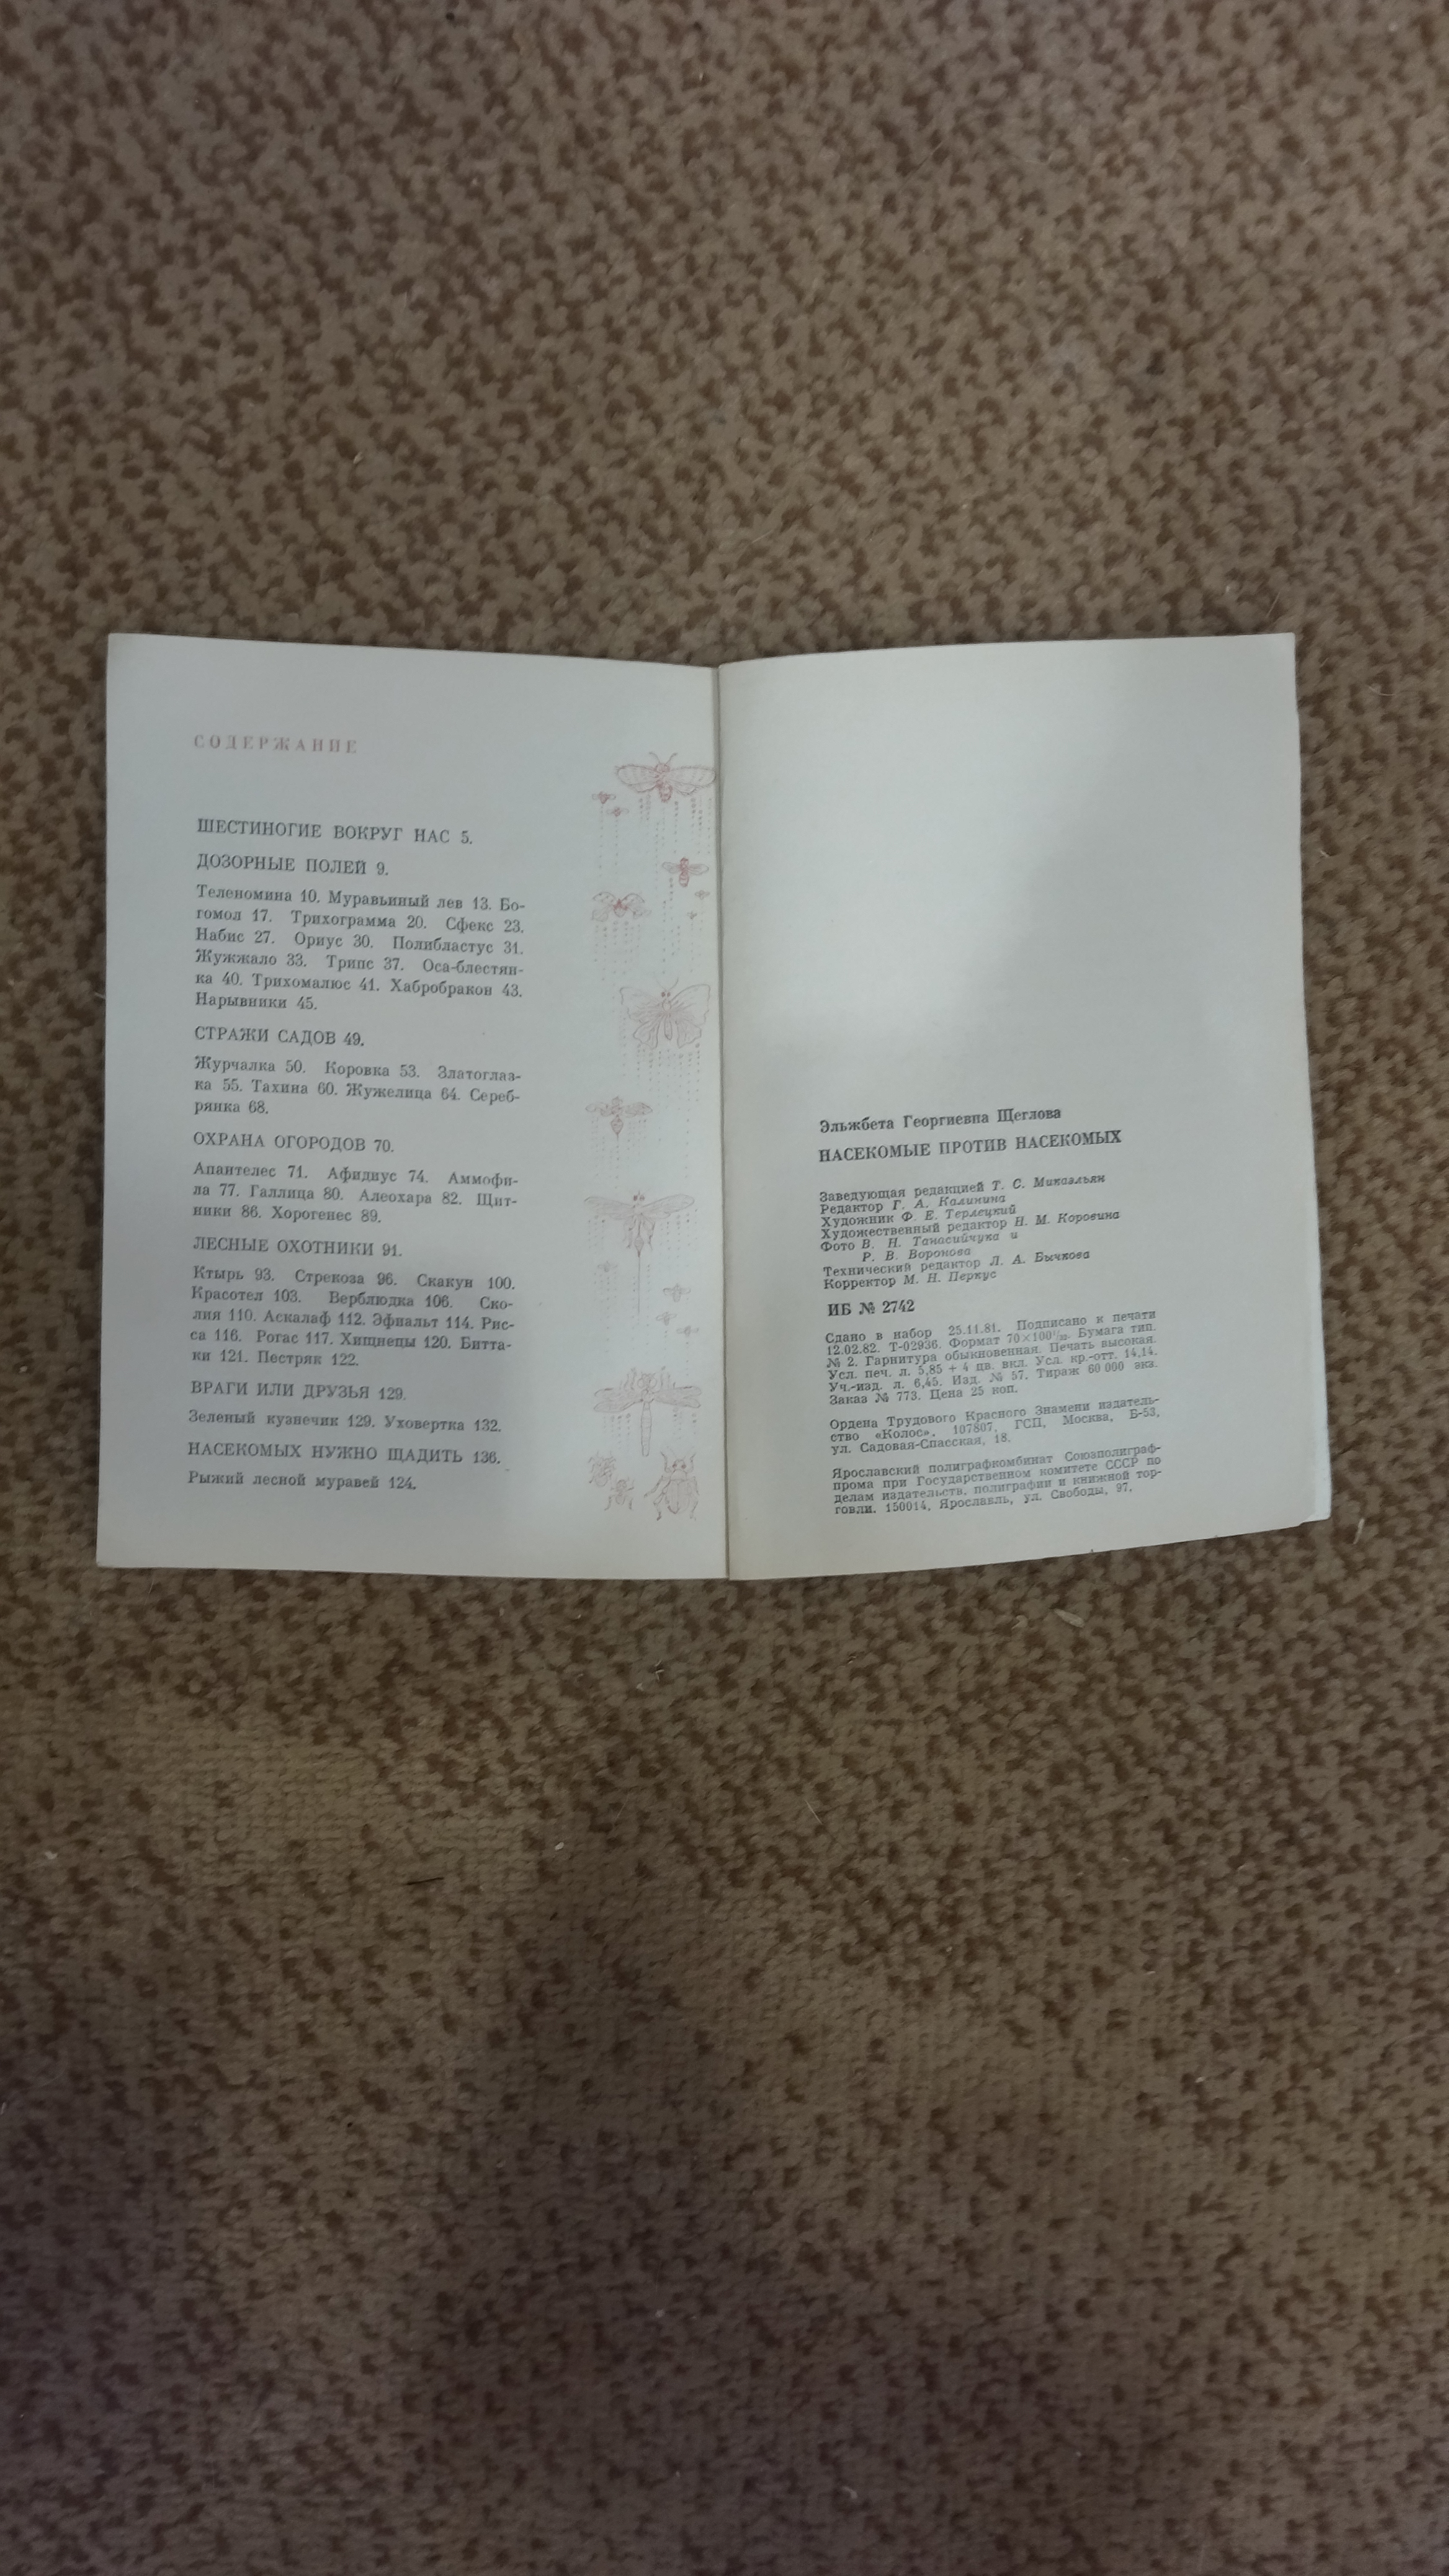 СОДЕРЖАНИЕ
ШЕСТИНОГИЕ ВОКРУГ НАС 5.
ДОЗОРНЫЕ ПОЛЕЙ 9.
Теленомина 10. Муравьиный лев 13. Бо-
гомол 17. Трихограмма 20. Сфекс 23.
Набис 27. Ориус 30. Полибластус 31.
Жужжало 33. Трипс 37. Оса-блестян-
ка 40. Трихомалюс 41. Хабробракон 43.
Нарывники 45.
СТРАЖИ САДОВ 49.
Журчалка 50. Коровка 53. Златоглаз-
ка 55. Тахина 60. Жужелица 64. Сереб-
рянка 68.
ОХРАНА ОГОРОДОВ 70.
Апантелес 71. Афидиус 74. Аммофи-
ла 77. Галлица 80. Алеохара 82. Щит-
ники 86. Хорогенес 89.
ЛЕСНЫЕ ОХОТНИКИ 91.
Ктырь 93. Стрекоза 96. Скакун 100.
Красотел 103. Верблюдка 106. Ско-
лия 110. Аскалаф 112. Эфиальт 114. Рис-
са 116. Рогас 117. Хищнецы 120. Битта-
ки 121. Пестряк 122.
ВРАГИ ИЛИ ДРУЗЬЯ 129.
Зеленый кузнечик 129. Уховертка 132.
НАСЕКОМЫХ НУЖНО ЩАДИТЬ 136.
Рыжий лесной муравей 124.
Эльжбета Георгиевна Щеглова
НАСЕКОМЫЕ ПРОТИВ НАСЕКОМЫХ
Заведующая редакцией Т. С. Микаэльян
Редактор Г. А. Калинина
Художник Ф. Е. Терлецкий
Художественный редактор Н. М. Коровина
Фото В. Н. Танасийчука и
Р. В. Воронова
Технический редактор Л. А. Бычкова
Корректор М. Н. Перкус
ИБ № 2742
Сдано в набор 25.11.81. Подписано к печати
12.02.82. Т-02936. Формат 70×100¹/₃₂. Бумага тип.
№ 2. Гарнитура обыкновенная. Печать высокая.
Усл. печ. л. 5,85 + 4 цв. вкл. Усл. кр.-отт. 14,14.
Уч.-изд. л. 6,45. Изд. № 57. Тираж 60 000 экз.
Заказ № 773. Цена 25 коп.
Ордена Трудового Красного Знамени издатель-
ство «Колос», 107807, ГСП, Москва, Б-53,
ул. Садовая-Спасская, 18.
Ярославский полиграфкомбинат Союзполиграф-
прома при Государственном комитете СССР по
делам издательств, полиграфии и книжной тор-
говли. 150014, Ярославль, ул. Свободы, 97.